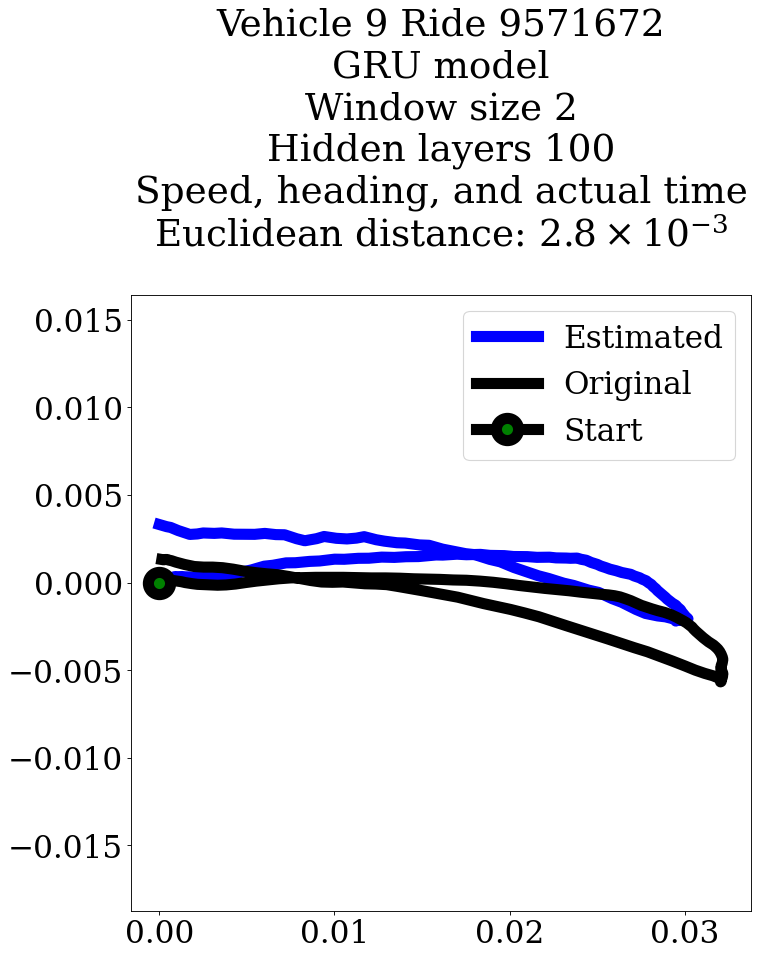 Vehicle 9 Ride 9571672
GRU model
Window size 2
Hidden layers 100
Speed, heading, and actual time
Euclidean distance: 2.8 × 10⁻³
Estimated
Original
Start
0.015
0.010
0.005
0.000
−0.005
−0.010
−0.015
0.00 0.01 0.02 0.03